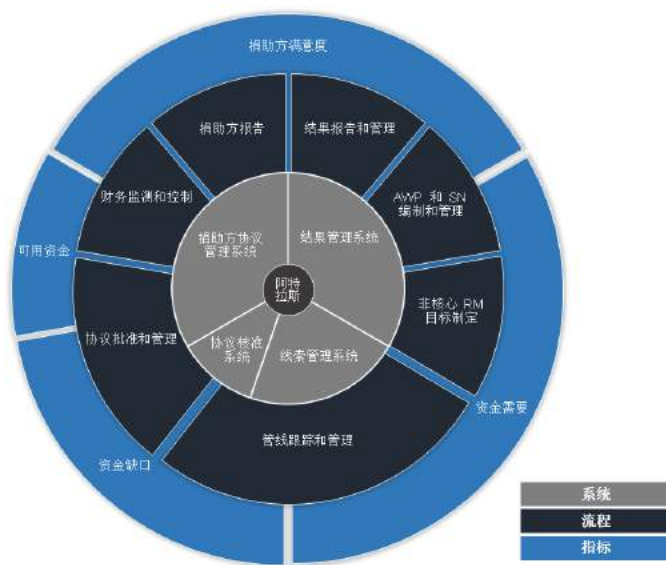 捐助方满意度
捐助方报告
结果报告和管理
财务监测和控制
AWP 和 SN
编制和管理
捐助方协议
管理系统
结果管理系统
可用资金
阿特
拉斯
非核心 RM
目标制定
协议批准和管理
协议核准
系统
线索管理系统
资金需要
管线跟踪和管理
资金缺口
系统
流程
指标